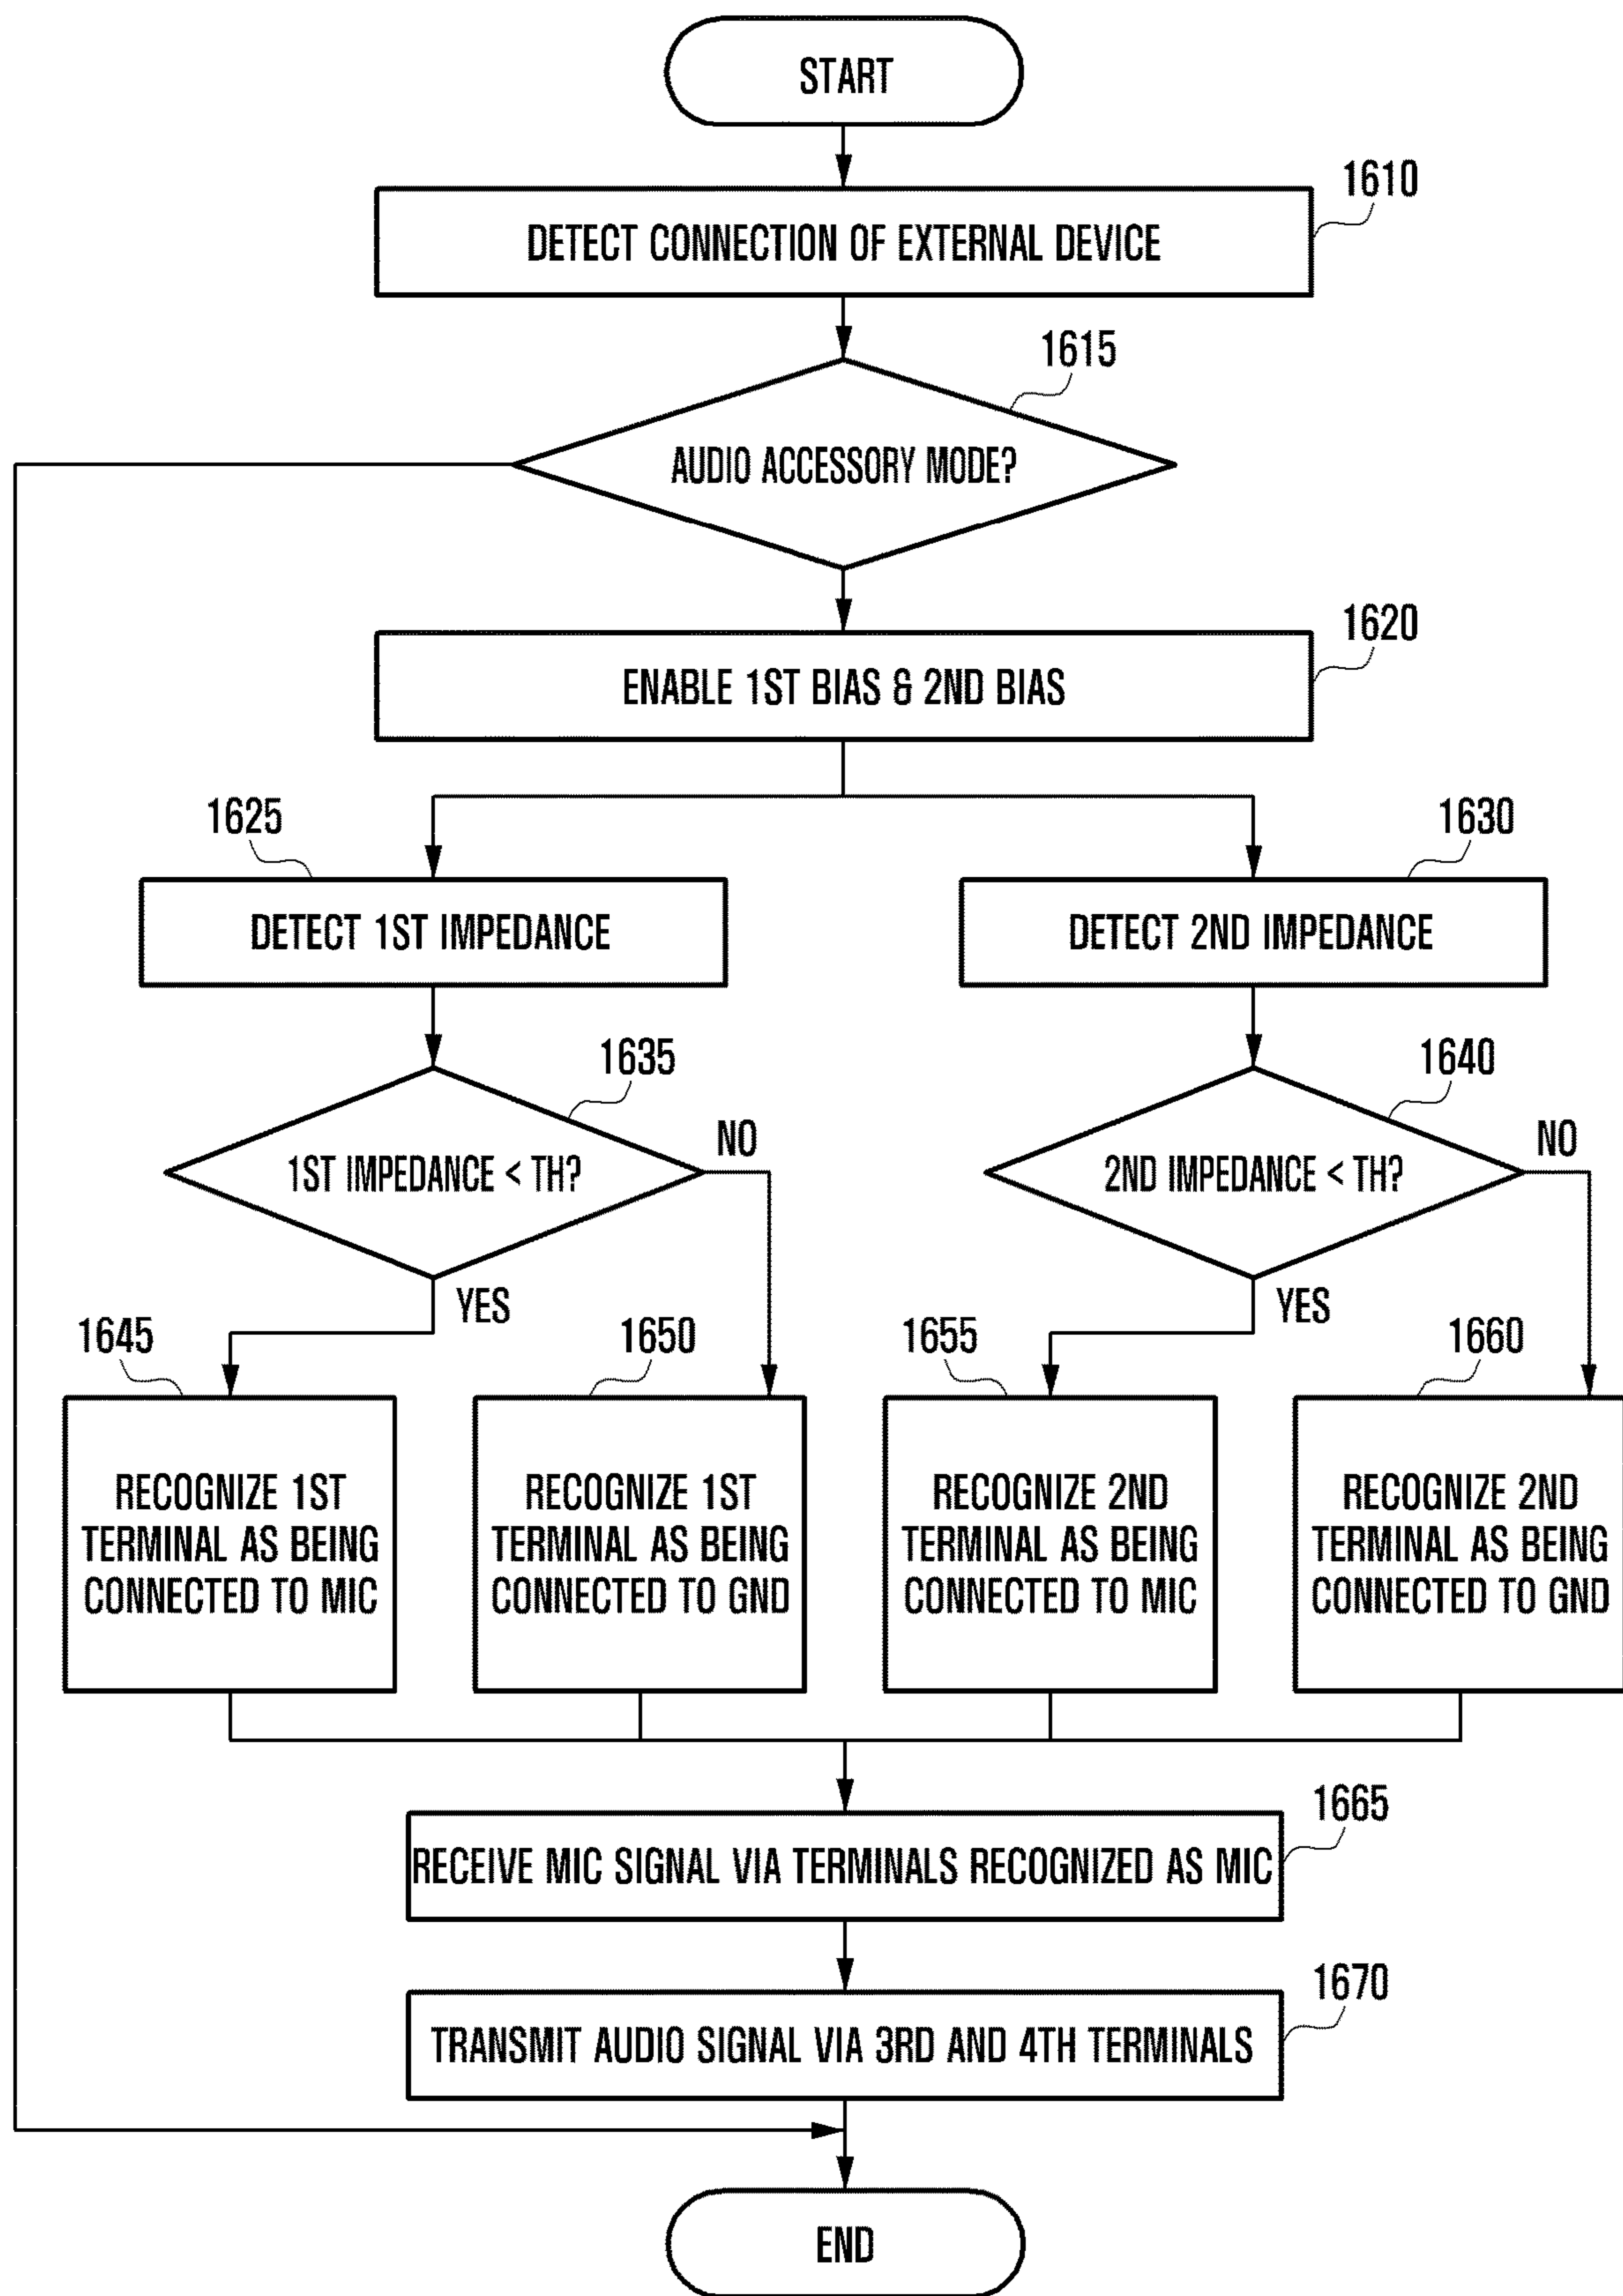 START
1610
DETECT CONNECTION OF EXTERNAL DEVICE
1615
AUDIO ACCESSORY MODE?
1620
ENABLE 1ST BIAS & 2ND BIAS
1625
1630
DETECT 1ST IMPEDANCE
DETECT 2ND IMPEDANCE
1635
1640
NO
NO
1ST IMPEDANCE < TH?
2ND IMPEDANCE < TH?
YES
YES
1645
1650
1655
1660
RECOGNIZE 1ST
TERMINAL AS BEING
CONNECTED TO MIC
RECOGNIZE 1ST
TERMINAL AS BEING
CONNECTED TO GND
RECOGNIZE 2ND
TERMINAL AS BEING
CONNECTED TO MIC
RECOGNIZE 2ND
TERMINAL AS BEING
CONNECTED TO GND
1665
RECEIVE MIC SIGNAL VIA TERMINALS RECOGNIZED AS MIC
1670
TRANSMIT AUDIO SIGNAL VIA 3RD AND 4TH TERMINALS
END